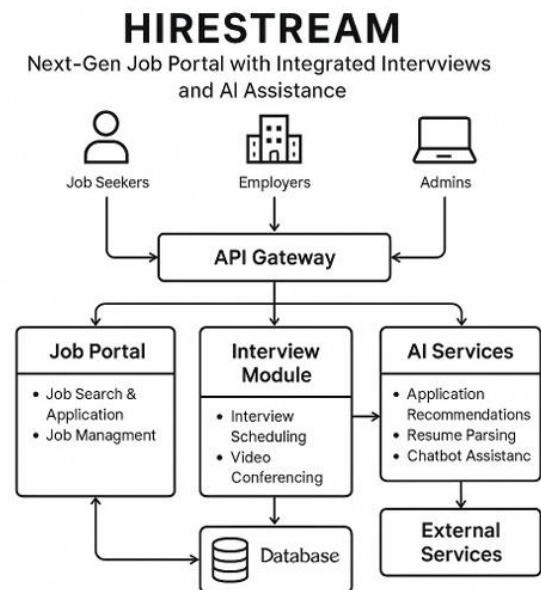 HIRESTREAM
Next-Gen Job Portal with Integrated Intervviews
and AI Assistance
Job Seekers
Employers
Admins
API Gateway
Job Portal
• Job Search &
Application
• Job Managment
Interview
Module
• Interview
Scheduling
• Video
Conferencing
AI Services
• Application
Recommendations
• Resume Parsing
• Chatbot Assistanc
Database
External
Services